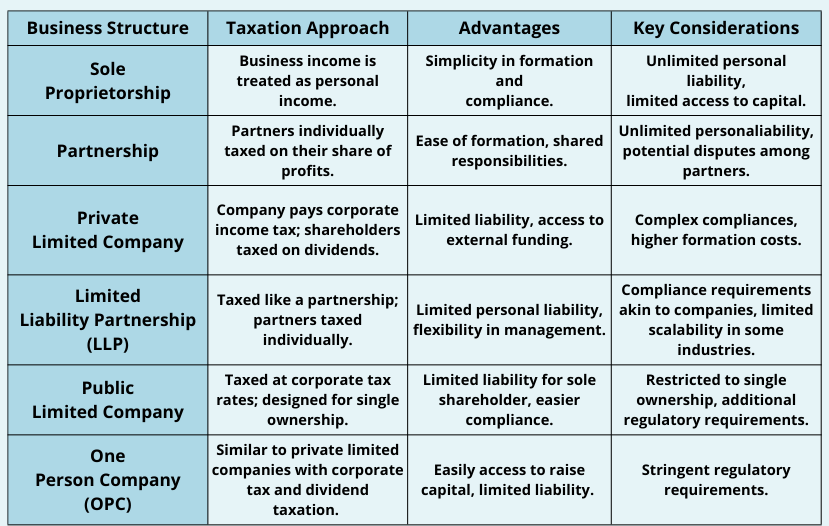 Business Structure
Taxation Approach
Advantages
Key Considerations
Sole
Proprietorship
Business income is
treated as personal
income.
Simplicity in formation
and
compliance.
Unlimited personal
liability,
limited access to capital.
Partnership
Partners individually
taxed on their share of
profits.
Ease of formation, shared
responsibilities.
Unlimited personaliability,
potential disputes among
partners.
Private
Limited Company
Company pays corporate
income tax; shareholders
taxed on dividends.
Limited liability, access to
external funding.
Complex compliances,
higher formation costs.
Limited
Liability Partnership
(LLP)
Taxed like a partnership;
partners taxed
individually.
Limited personal liability,
flexibility in management.
Compliance requirements
akin to companies, limited
scalability in some
industries.
Public
Limited Company
Taxed at corporate tax
rates; designed for single
ownership.
Limited liability for sole
shareholder, easier
compliance.
Restricted to single
ownership, additional
regulatory requirements.
One
Person Company
(OPC)
Similar to private limited
companies with corporate
tax and dividend
taxation.
Easily access to raise
capital, limited liability.
Stringent regulatory
requirements.